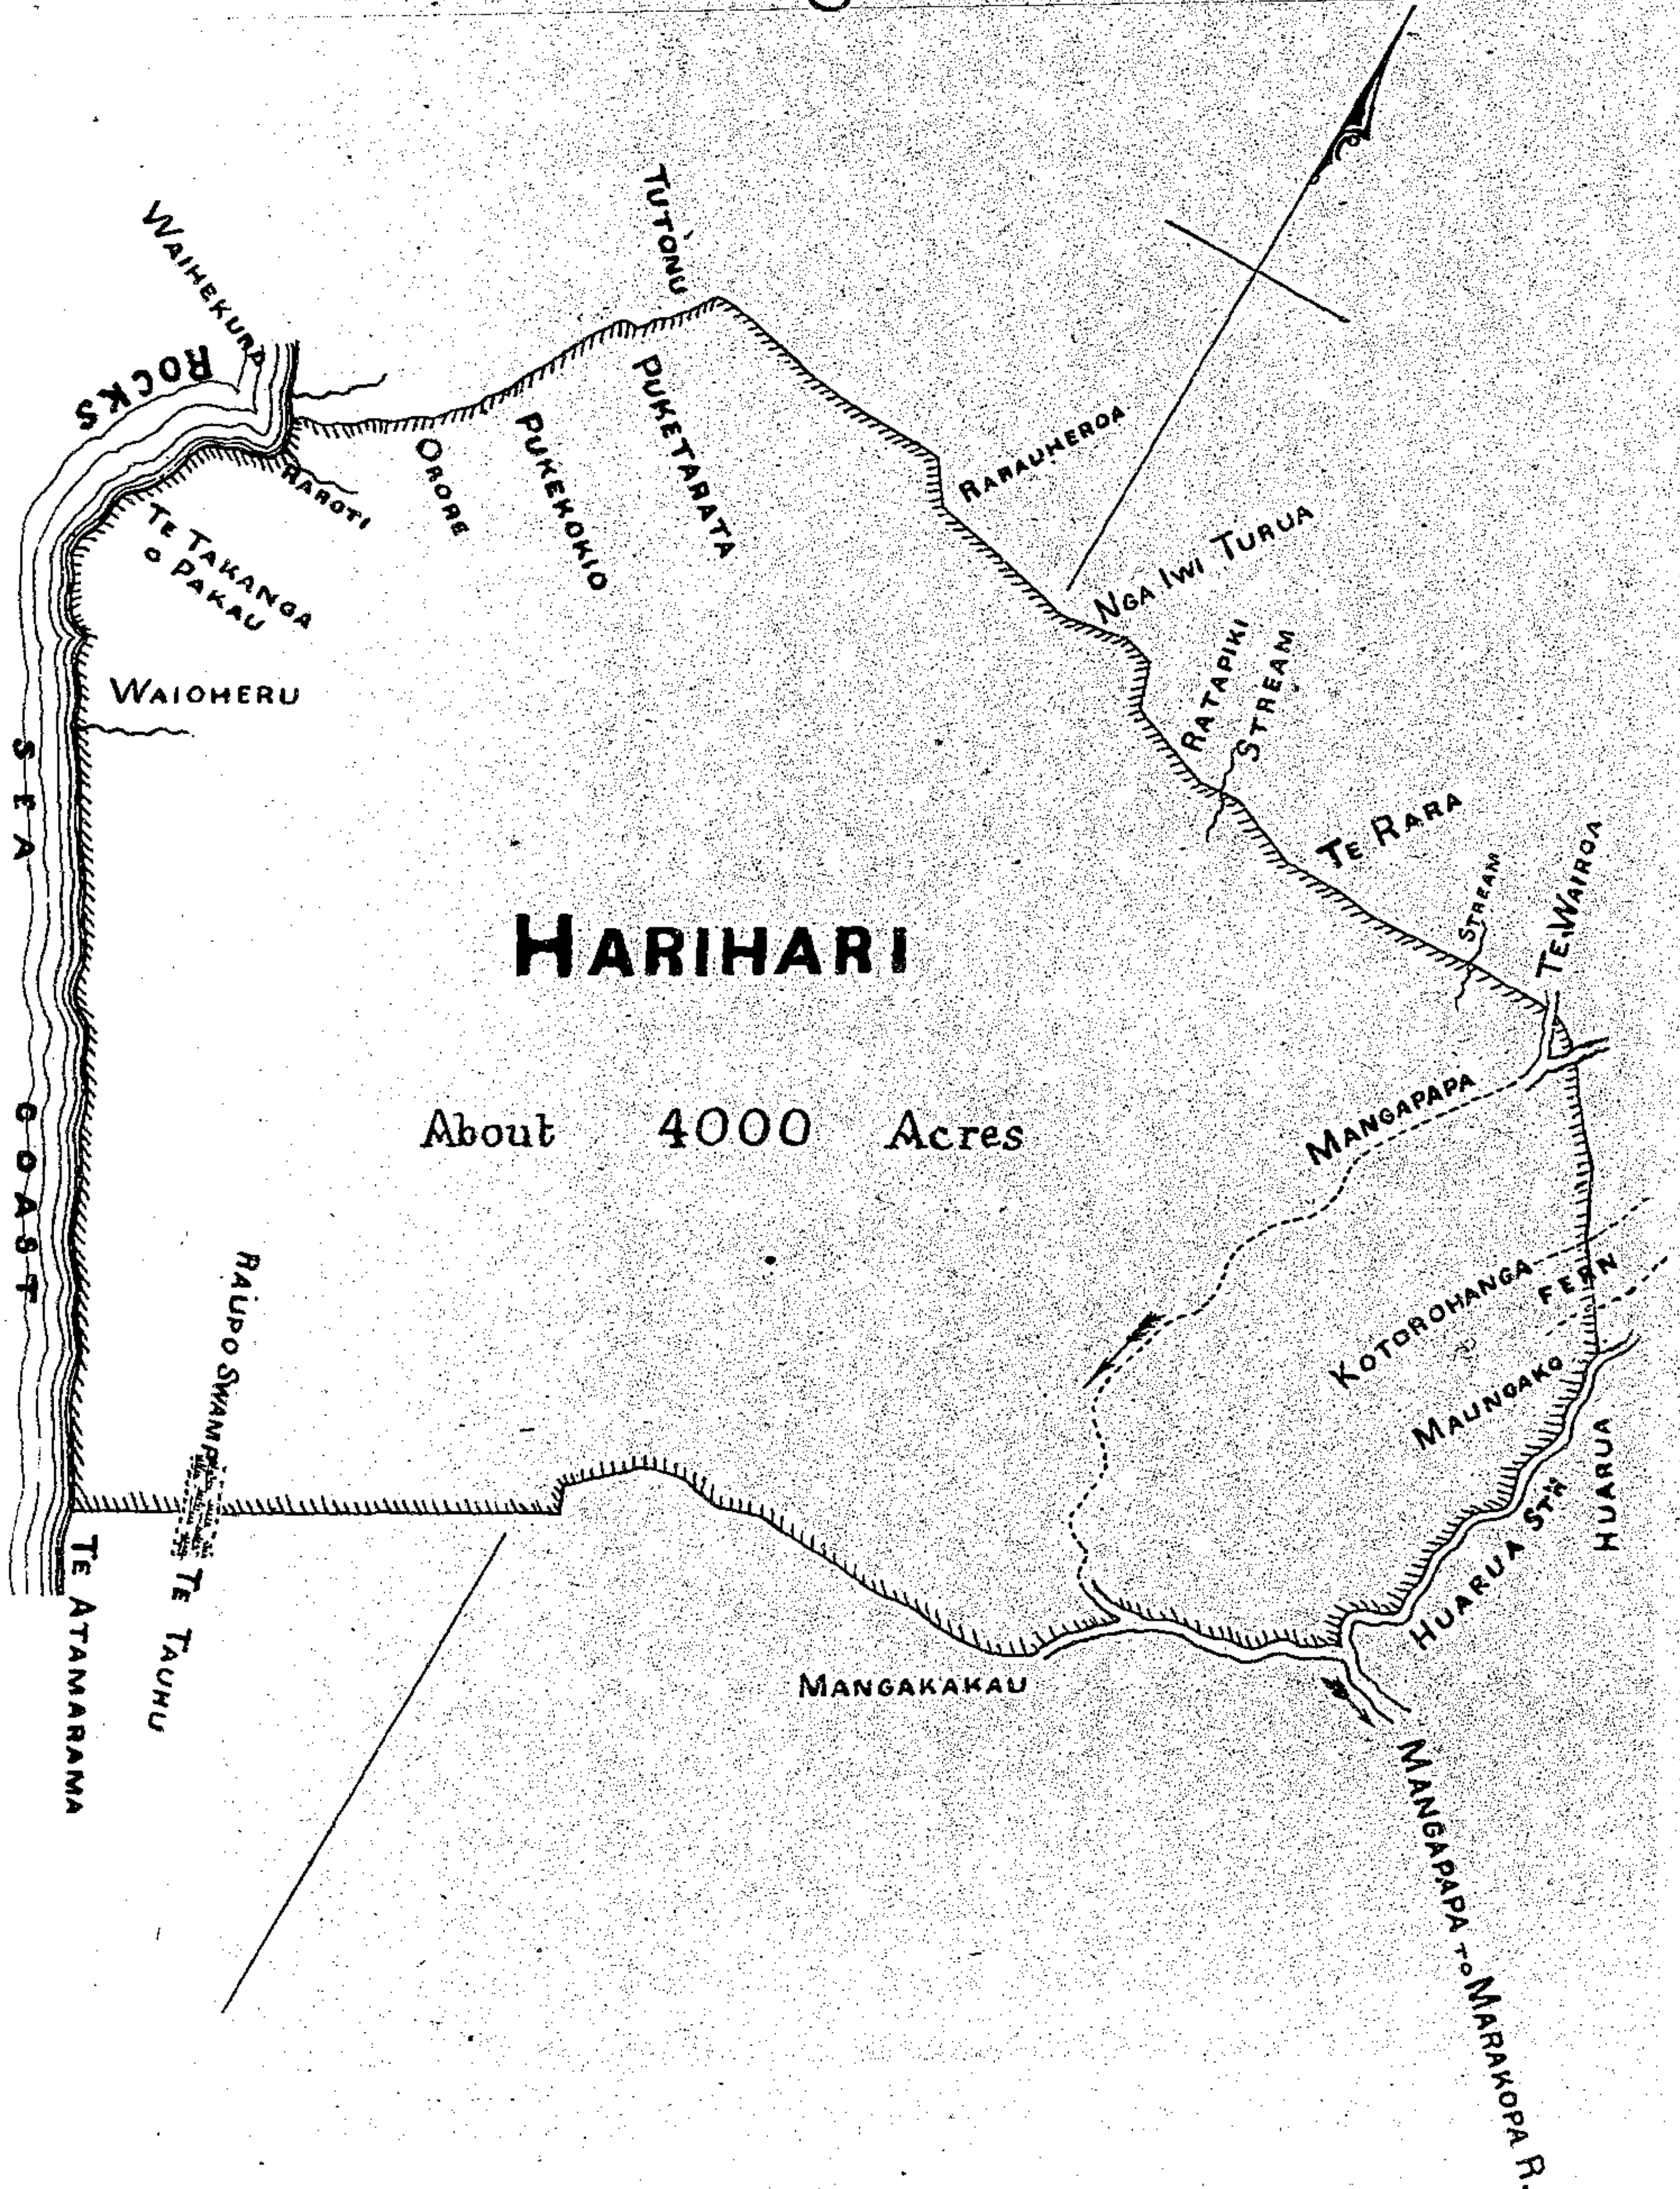 TUTONU
WAIHEKURA
ROCKS
RAROTI
ORORE
PUKEKOKIO
PUKETARATA
RARAUHEROA
NGA IWI TURUA
TE TAKANGA
O PAKAU
RATAPIKI
STREAM
WAIOHERU
SEA COAST
TE RARA
STREAM
TE WAIROA
HARIHARI
About 4000 Acres
MANGAPAPA
KOTOROHANGA
FERN
MAUNGAKO
HUARUA
HUARUA STM
RAUPO SWAMP
TE TAUHU
TE ATAMARAMA
MANGAKAKAU
MANGAPAPA TO MARAKOPA R.